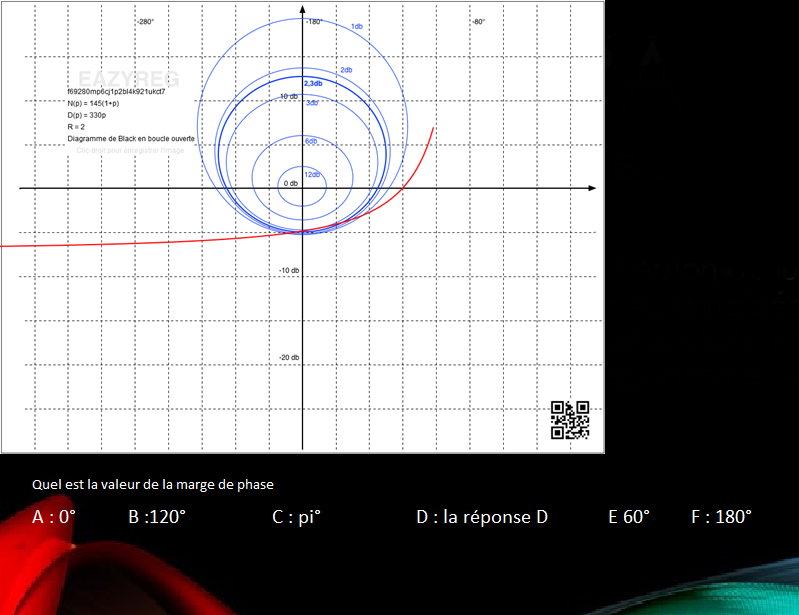 -280°
-180°
-80°
1db
2db
EAZYREG
2,3db
f69280mp6cj1p2bl4k921ukcd7
10 db
3db
N(p) = 145(1+p)
D(p) = 330p
R = 2
Diagramme de Black en boucle ouverte
6db
Clic-droit pour enregistrer l'image
12db
0 db
-10 db
-20 db
Quel est la valeur de la marge de phase
A : 0° B :120° C : pi° D : la réponse D E 60° F : 180°